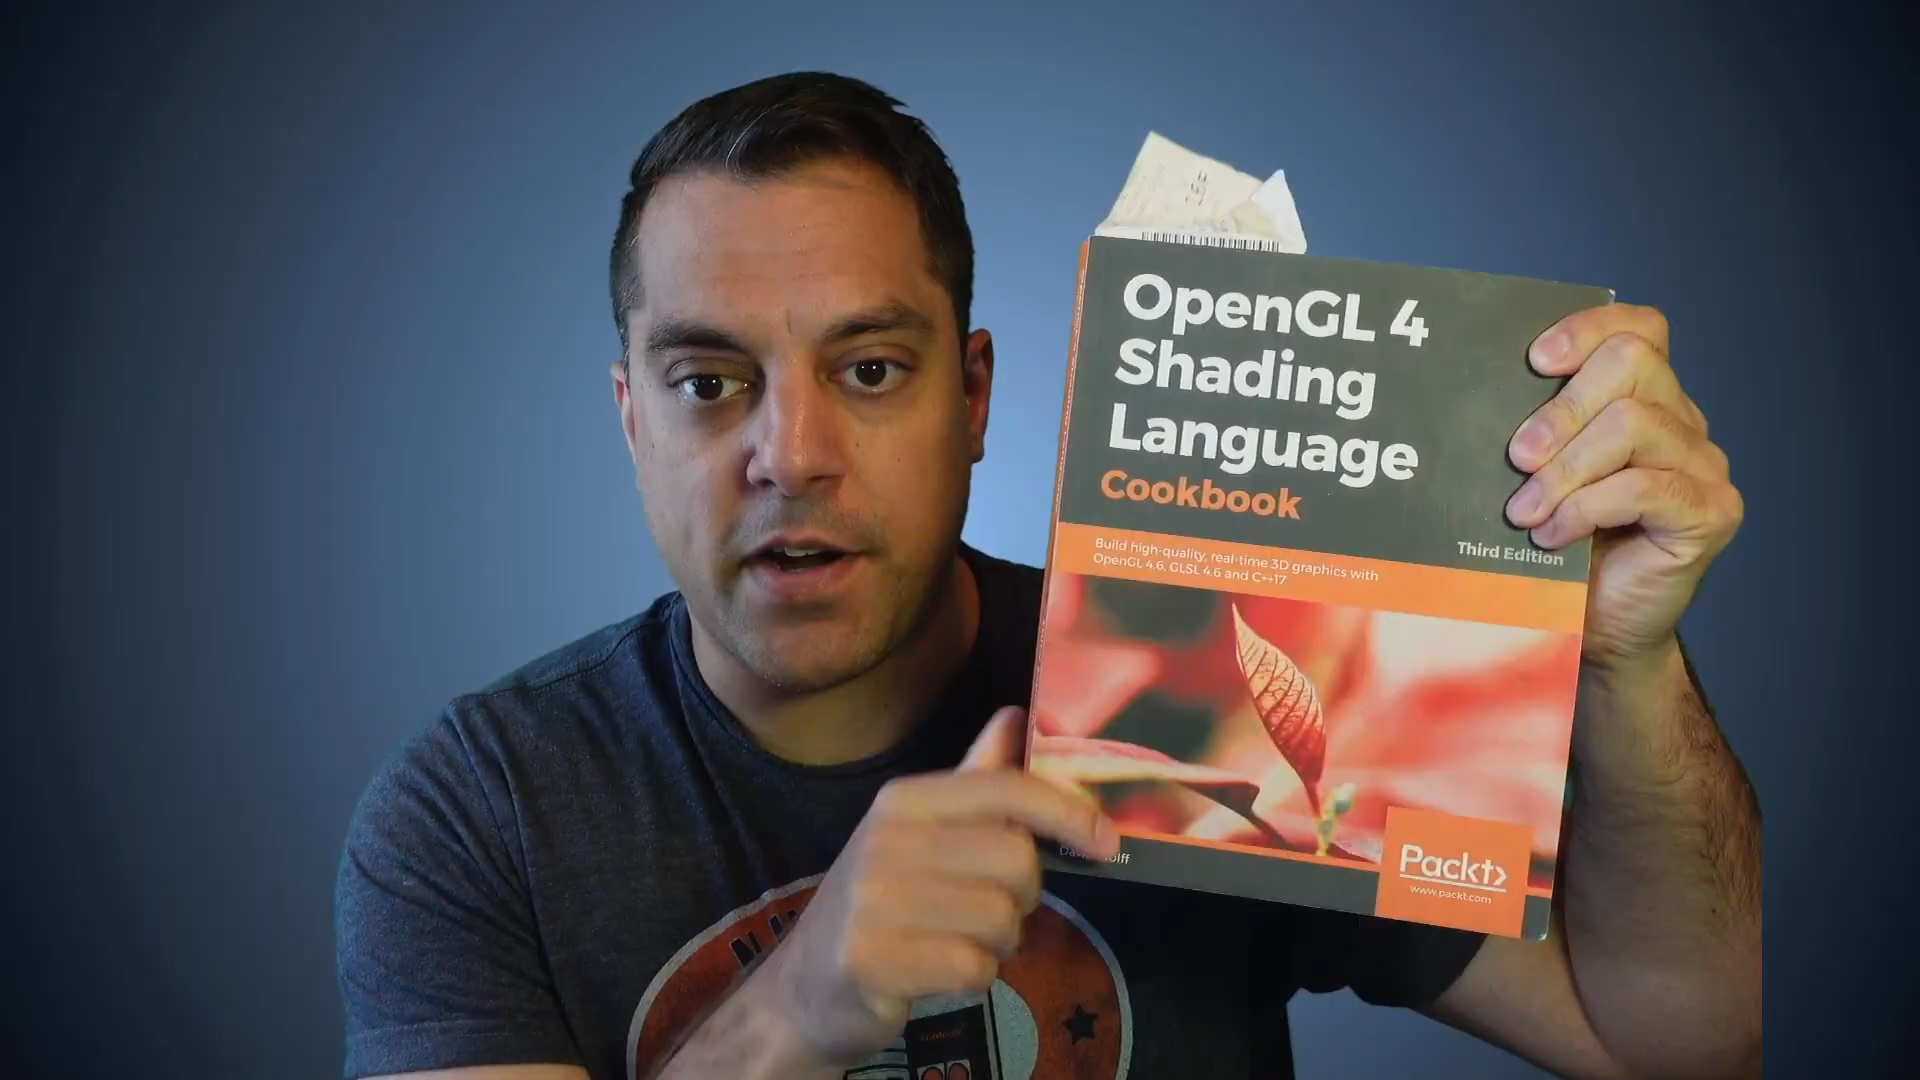 OpenGL 4
Shading
Language
Cookbook
Third Edition
Build high-quality, real-time 3D graphics with
OpenGL 4.6, GLSL 4.6 and C++17
Packt>
www.packt.com